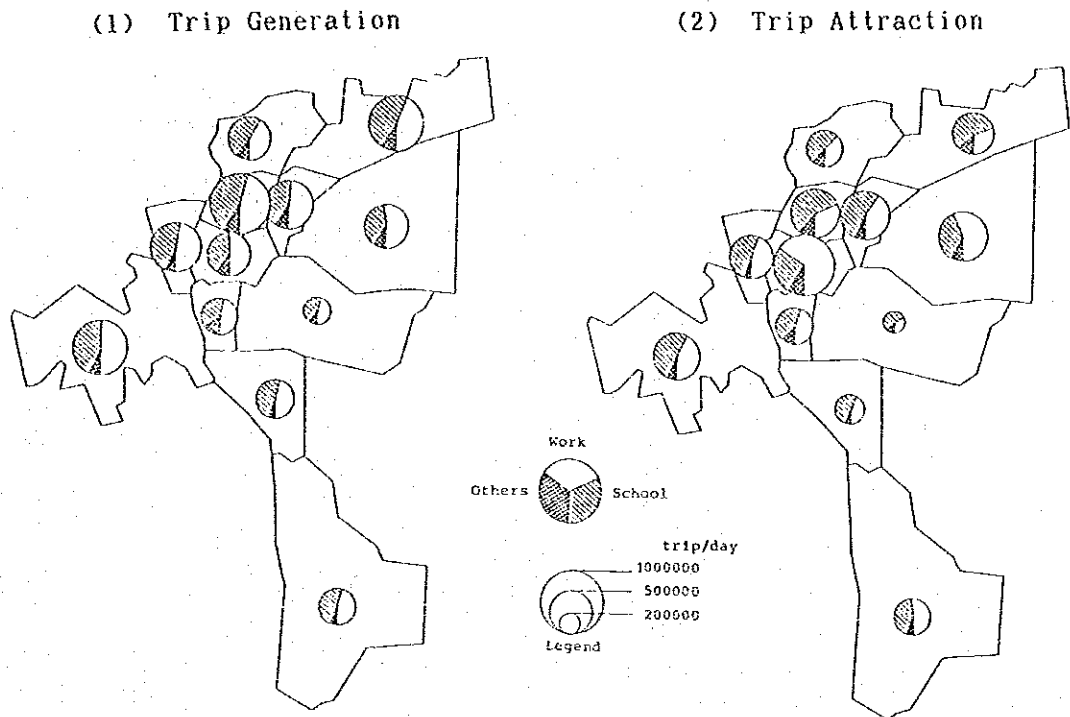 (1) Trip Generation
(2) Trip Attraction
Work
Others
School
trip/day
1000000
500000
200000
Legend